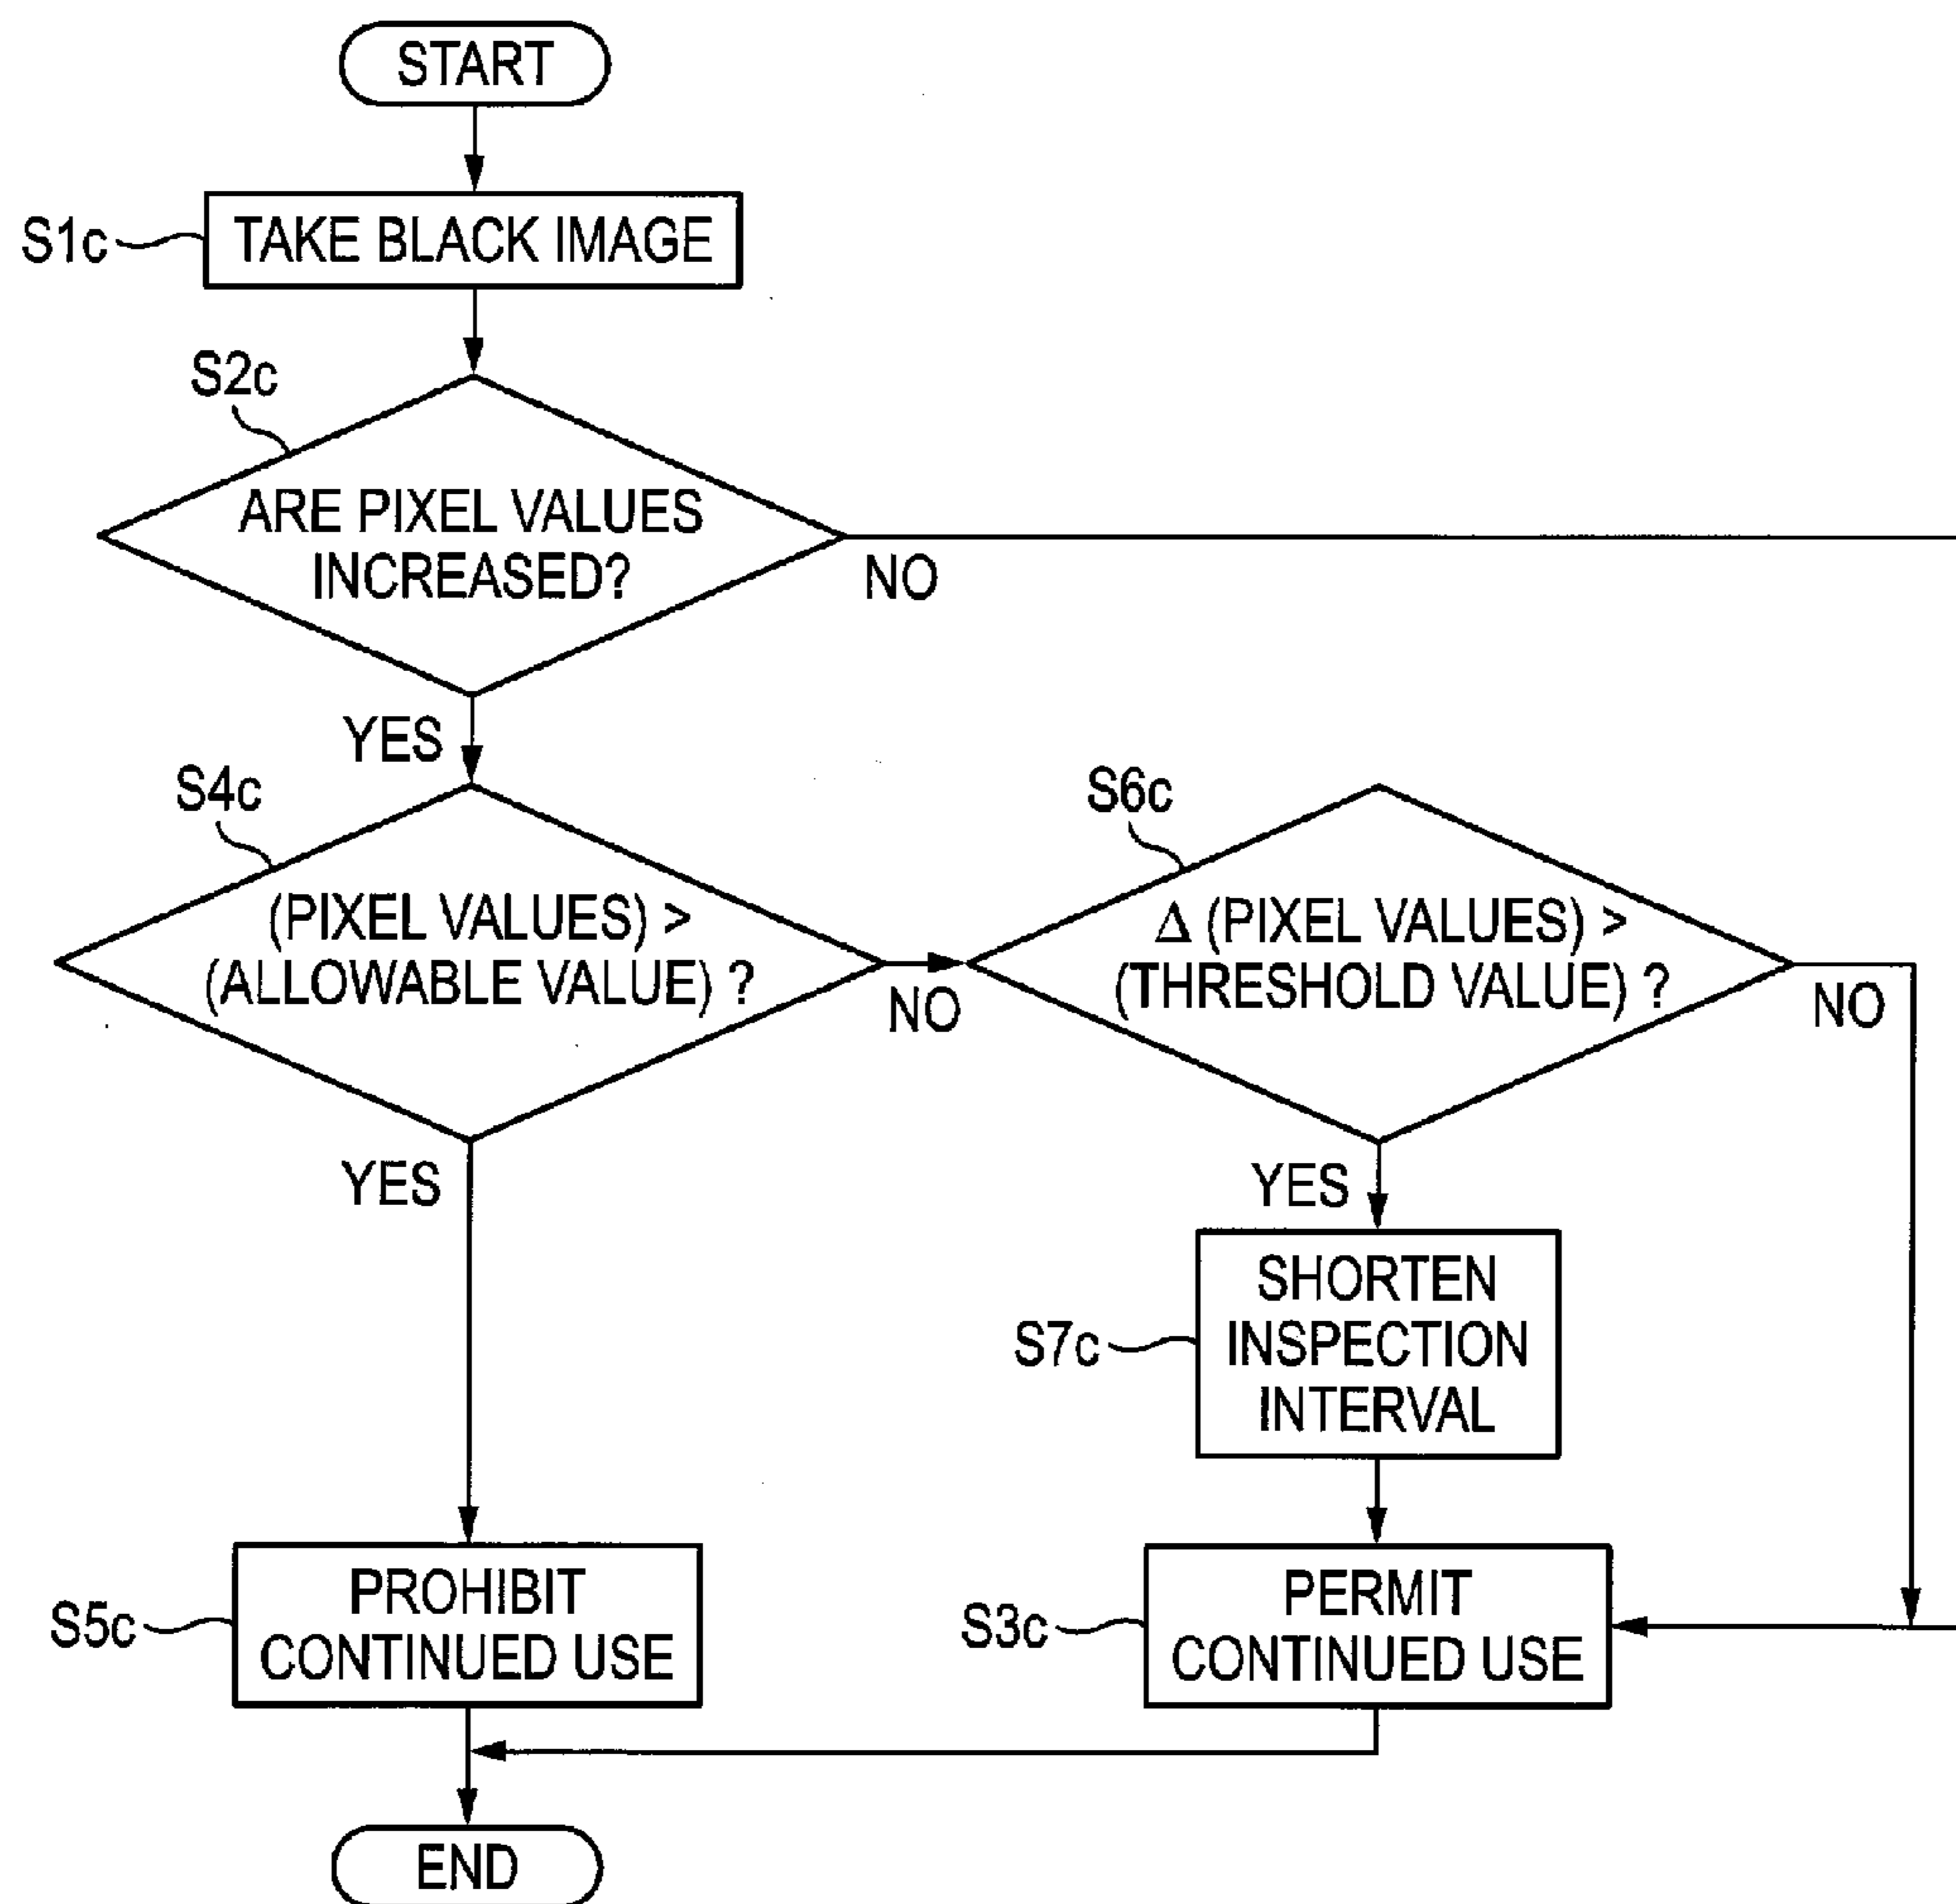 START
S1c
TAKE BLACK IMAGE
S2c
ARE PIXEL VALUES
INCREASED?
NO
YES
S4c
(PIXEL VALUES) >
(ALLOWABLE VALUE) ?
NO
YES
S6c
Δ (PIXEL VALUES) >
(THRESHOLD VALUE) ?
NO
YES
S7c
SHORTEN
INSPECTION
INTERVAL
S5c
PROHIBIT
CONTINUED USE
S3c
PERMIT
CONTINUED USE
END